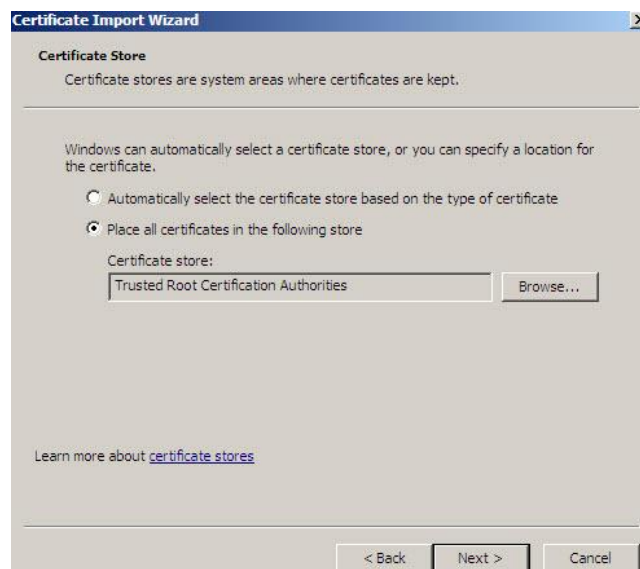 Certificate Import Wizard
Certificate Store
Certificate stores are system areas where certificates are kept.
Windows can automatically select a certificate store, or you can specify a location for
the certificate.
Automatically select the certificate store based on the type of certificate
Place all certificates in the following store
Certificate store:
Trusted Root Certification Authorities
Browse...
Learn more about certificate stores
< Back
Next >
Cancel